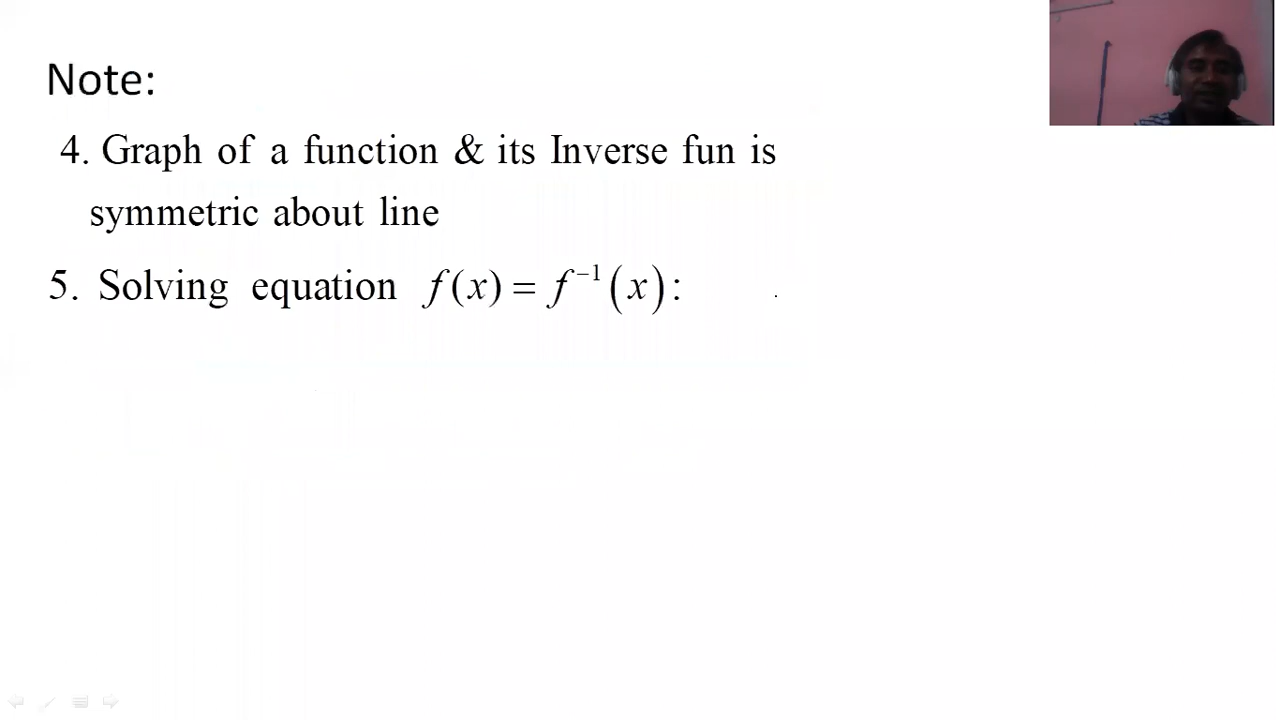 Note:
4. Graph of a function & its Inverse fun is
symmetric about line
5. Solving equation f(x) = f⁻¹(x):